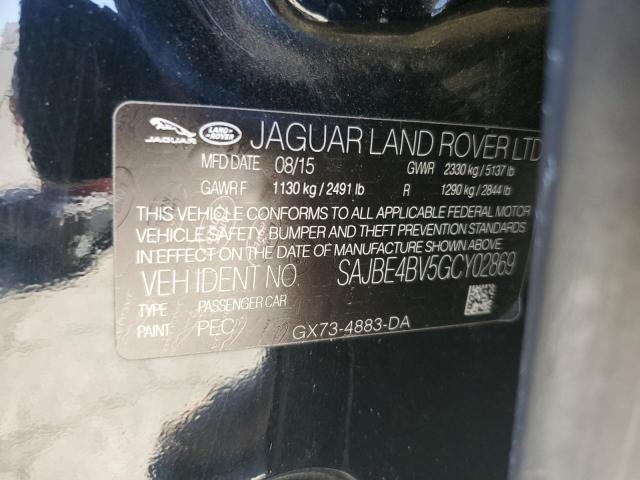 JAGUAR LAND ROVER JAGUAR LAND ROVER LTD
MFD DATE 08/15 GVWR 2330 kg / 5137 lb
GAWR F 1130 kg / 2491 lb R 1290 kg / 2844 lb
THIS VEHICLE CONFORMS TO ALL APPLICABLE FEDERAL MOTOR
VEHICLE SAFETY, BUMPER AND THEFT PREVENTION STANDARDS
IN EFFECT ON THE DATE OF MANUFACTURE SHOWN ABOVE.
VEH IDENT NO. SAJBE4BV5GCY02869
TYPE PASSENGER CAR
PAINT PEC GX73-4883-DA